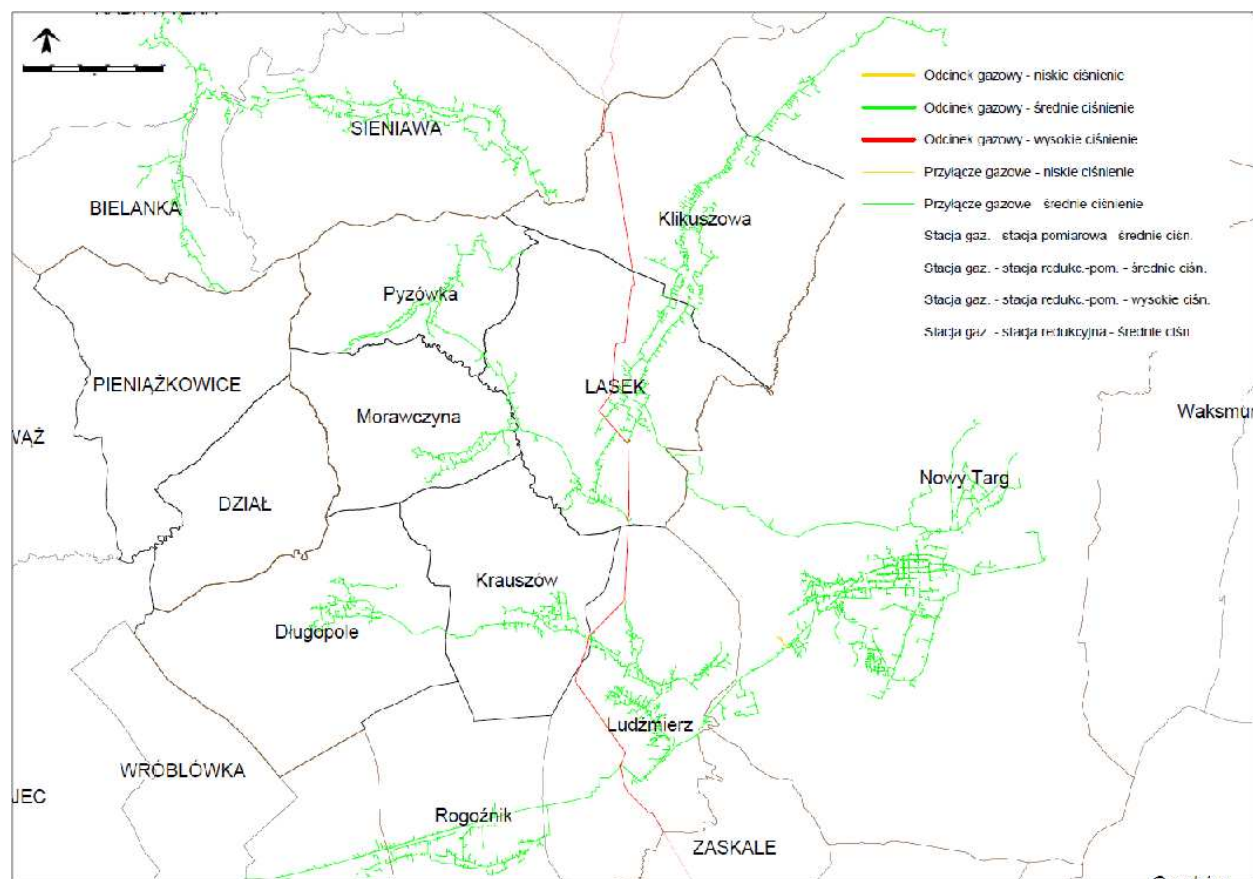 Odcinek gazowy - niskie ciśnienie
Odcinek gazowy - średnie ciśnienie
Odcinek gazowy - wysokie ciśnienie
Przyłącze gazowe - niskie ciśnienie
Przyłącze gazowe - średnie ciśnienie
Stacja gaz. - stacja pomiarowa - średnie ciśn.
Stacja gaz. - stacja redukc.-pom. - średnie ciśn.
Stacja gaz. - stacja redukc.-pom. - wysokie ciśn.
Stacja gaz. - stacja redukcyjna - średnie ciśn
SIENIAWA
BIELANKA
Klikuszowa
Pyzówka
PIENIĄŻKOWICE
LASEK
Morawczyna
Waksmun
WĄŻ
Nowy Targ
DZIAŁ
Krauszów
Długopole
Ludźmierz
WRÓBLÓWKA
JEC
Rogoźnik
ZASKALE